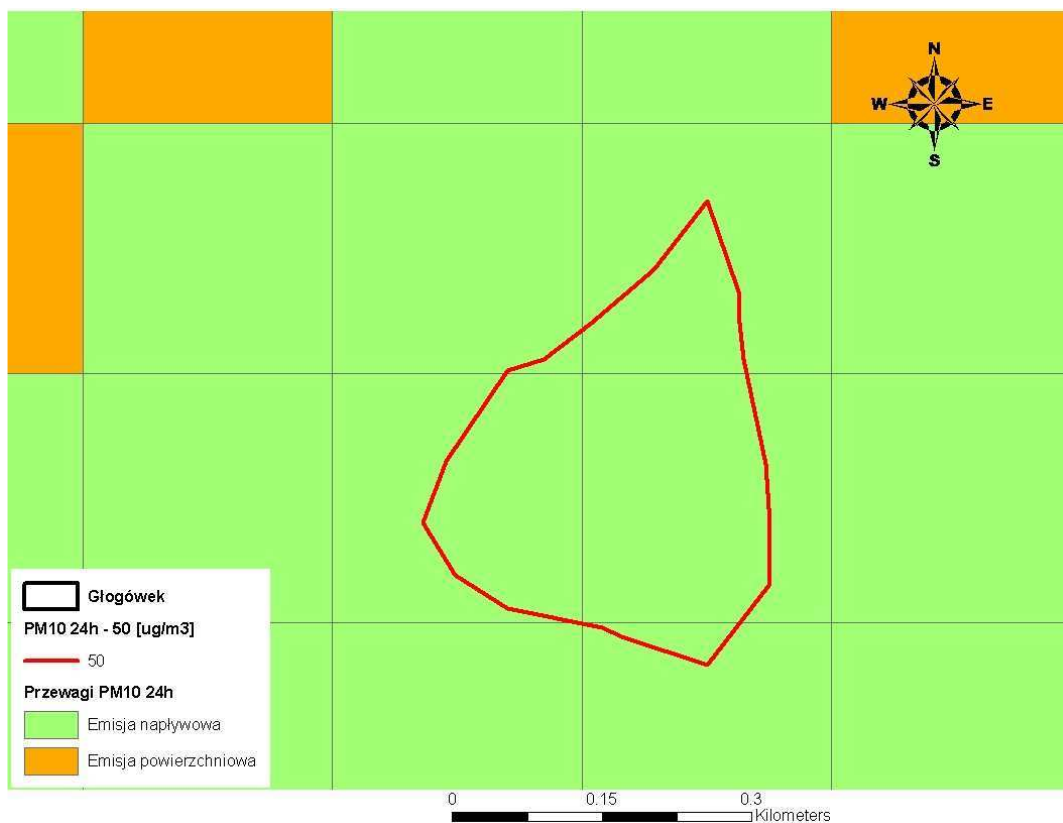 N
W E
S
Głogówek
PM10 24h - 50 [ug/m3]
50
Przewagi PM10 24h
Emisja napływowa
Emisja powierzchniowa
0 0.15 0.3
Kilometers